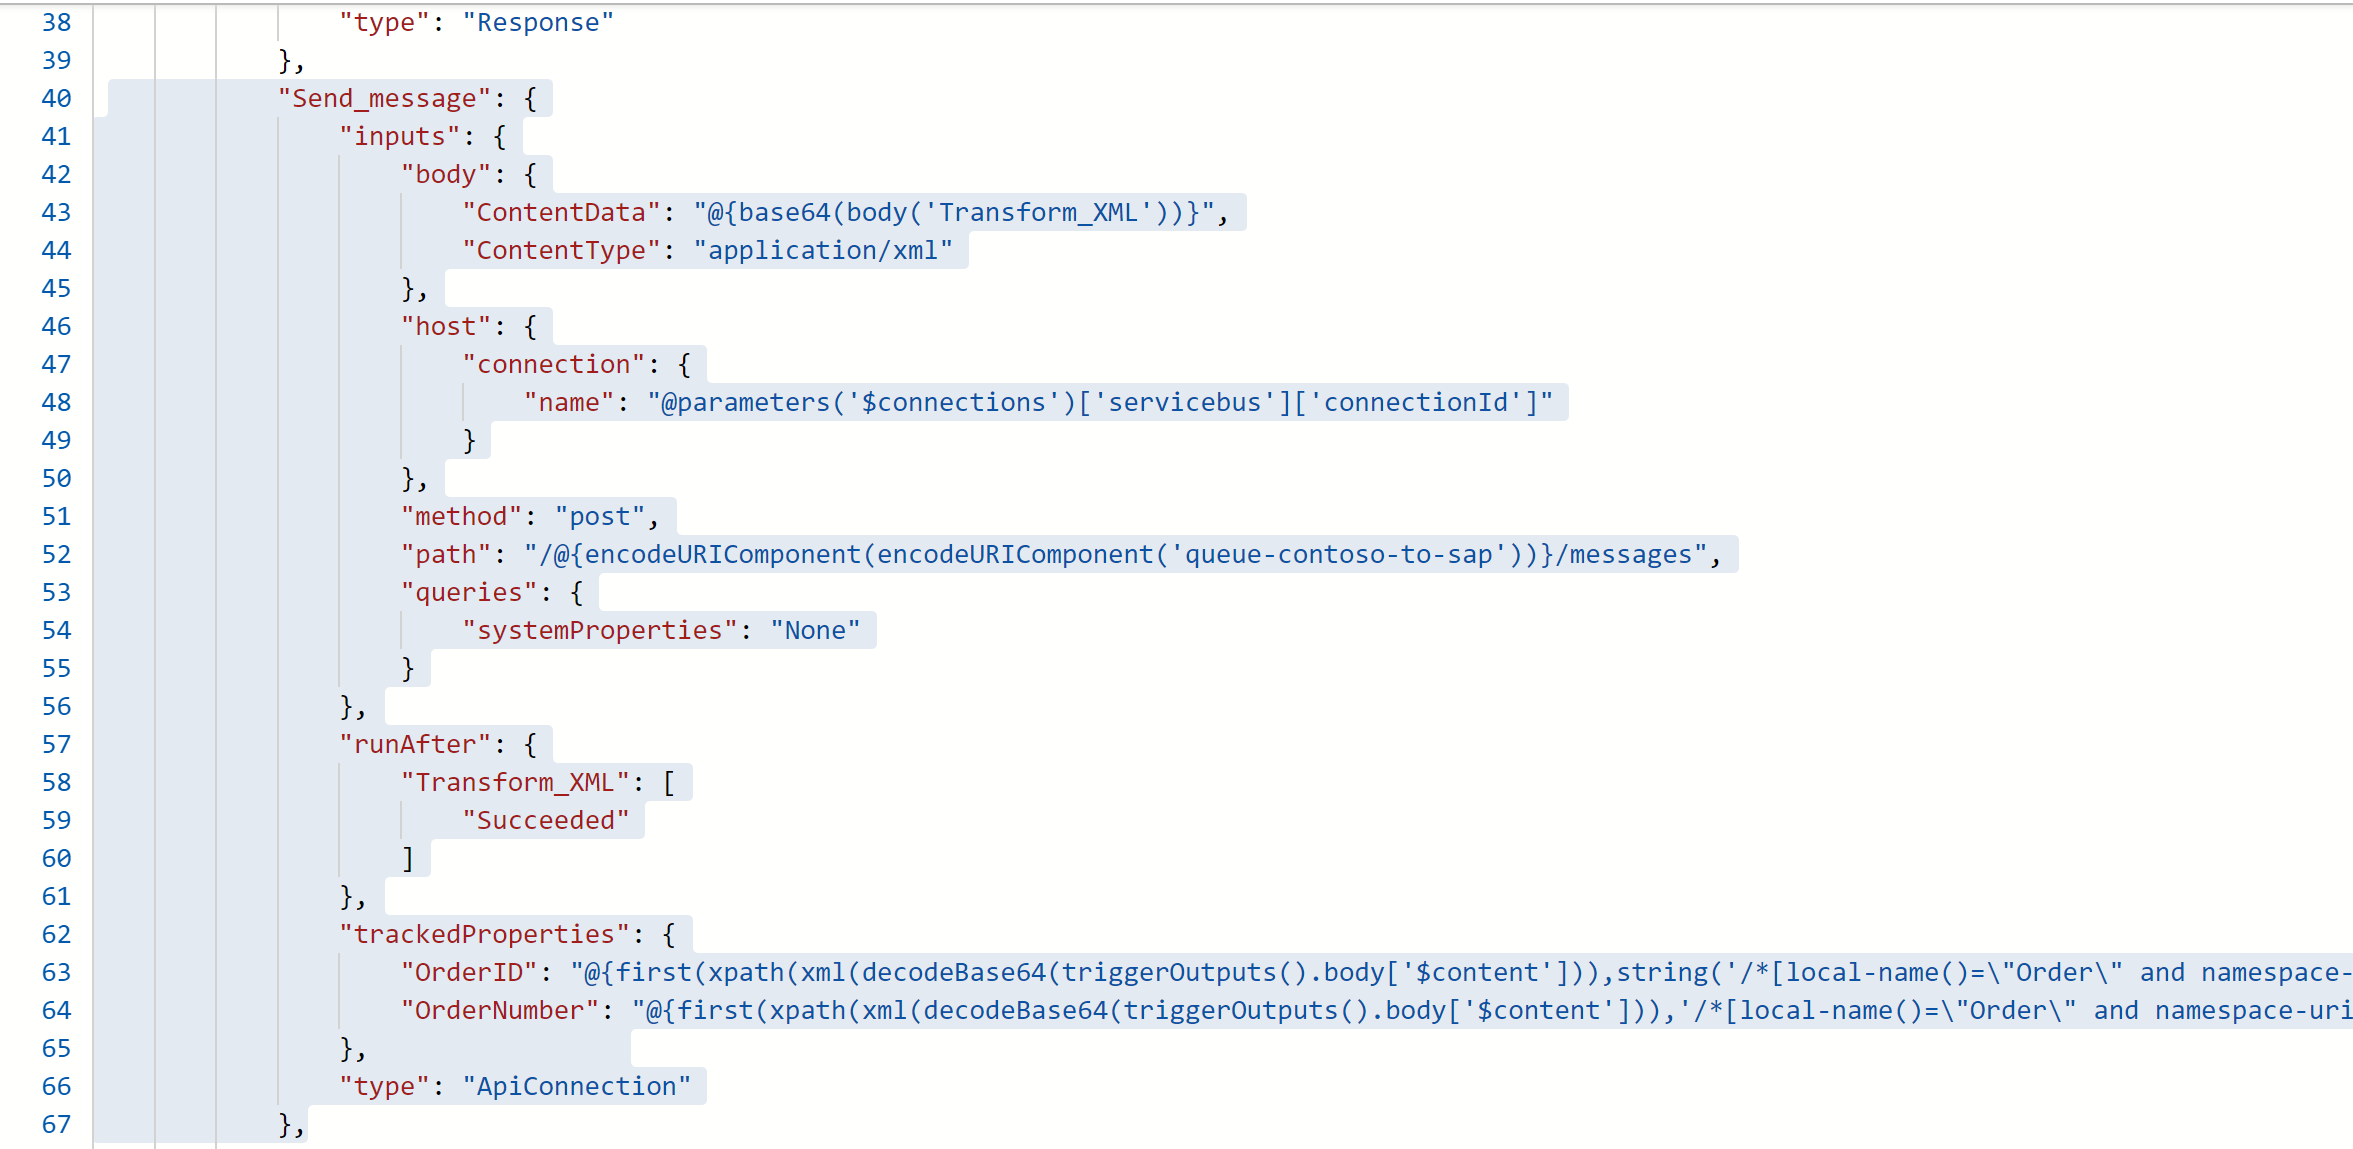 38 "type": "Response"
39 },
40 "Send_message": {
41 "inputs": {
42 "body": {
43 "ContentData": "@{base64(body('Transform_XML'))}",
44 "ContentType": "application/xml"
45 },
46 "host": {
47 "connection": {
48 "name": "@parameters('$connections')['servicebus']['connectionId']"
49 }
50 },
51 "method": "post",
52 "path": "/@{encodeURIComponent(encodeURIComponent('queue-contoso-to-sap'))}/messages",
53 "queries": {
54 "systemProperties": "None"
55 }
56 },
57 "runAfter": {
58 "Transform_XML": [
59 "Succeeded"
60 ]
61 },
62 "trackedProperties": {
63 "OrderID": "@{first(xpath(xml(decodeBase64(triggerOutputs().body['$content'])),string('/*[local-name()=\"Order\" and namespace-
64 "OrderNumber": "@{first(xpath(xml(decodeBase64(triggerOutputs().body['$content'])),'/*[local-name()=\"Order\" and namespace-uri
65 },
66 "type": "ApiConnection"
67 },